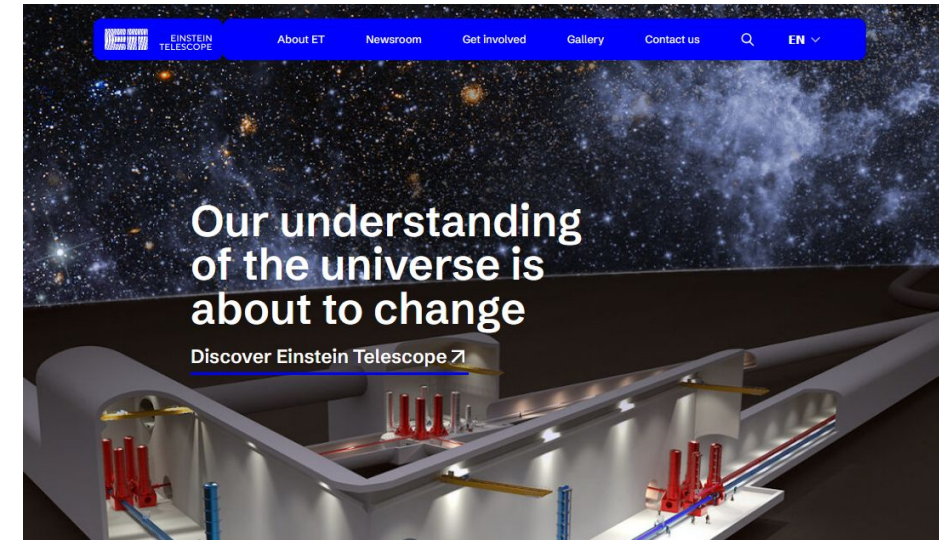 EINSTEIN
TELESCOPE
About ET
Newsroom
Get involved
Gallery
Contact us
EN
Our understanding
of the universe is
about to change
Discover Einstein Telescope